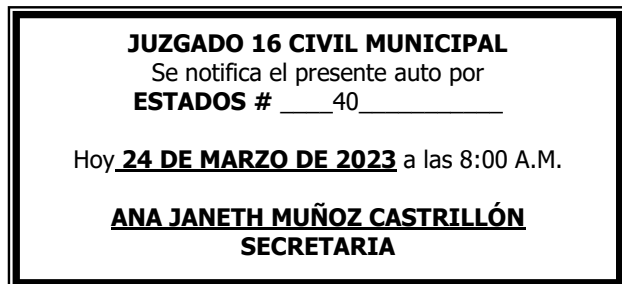 JUZGADO 16 CIVIL MUNICIPAL
Se notifica el presente auto por
ESTADOS # ____40___________
Hoy 24 DE MARZO DE 2023 a las 8:00 A.M.
ANA JANETH MUÑOZ CASTRILLÓN
SECRETARIA